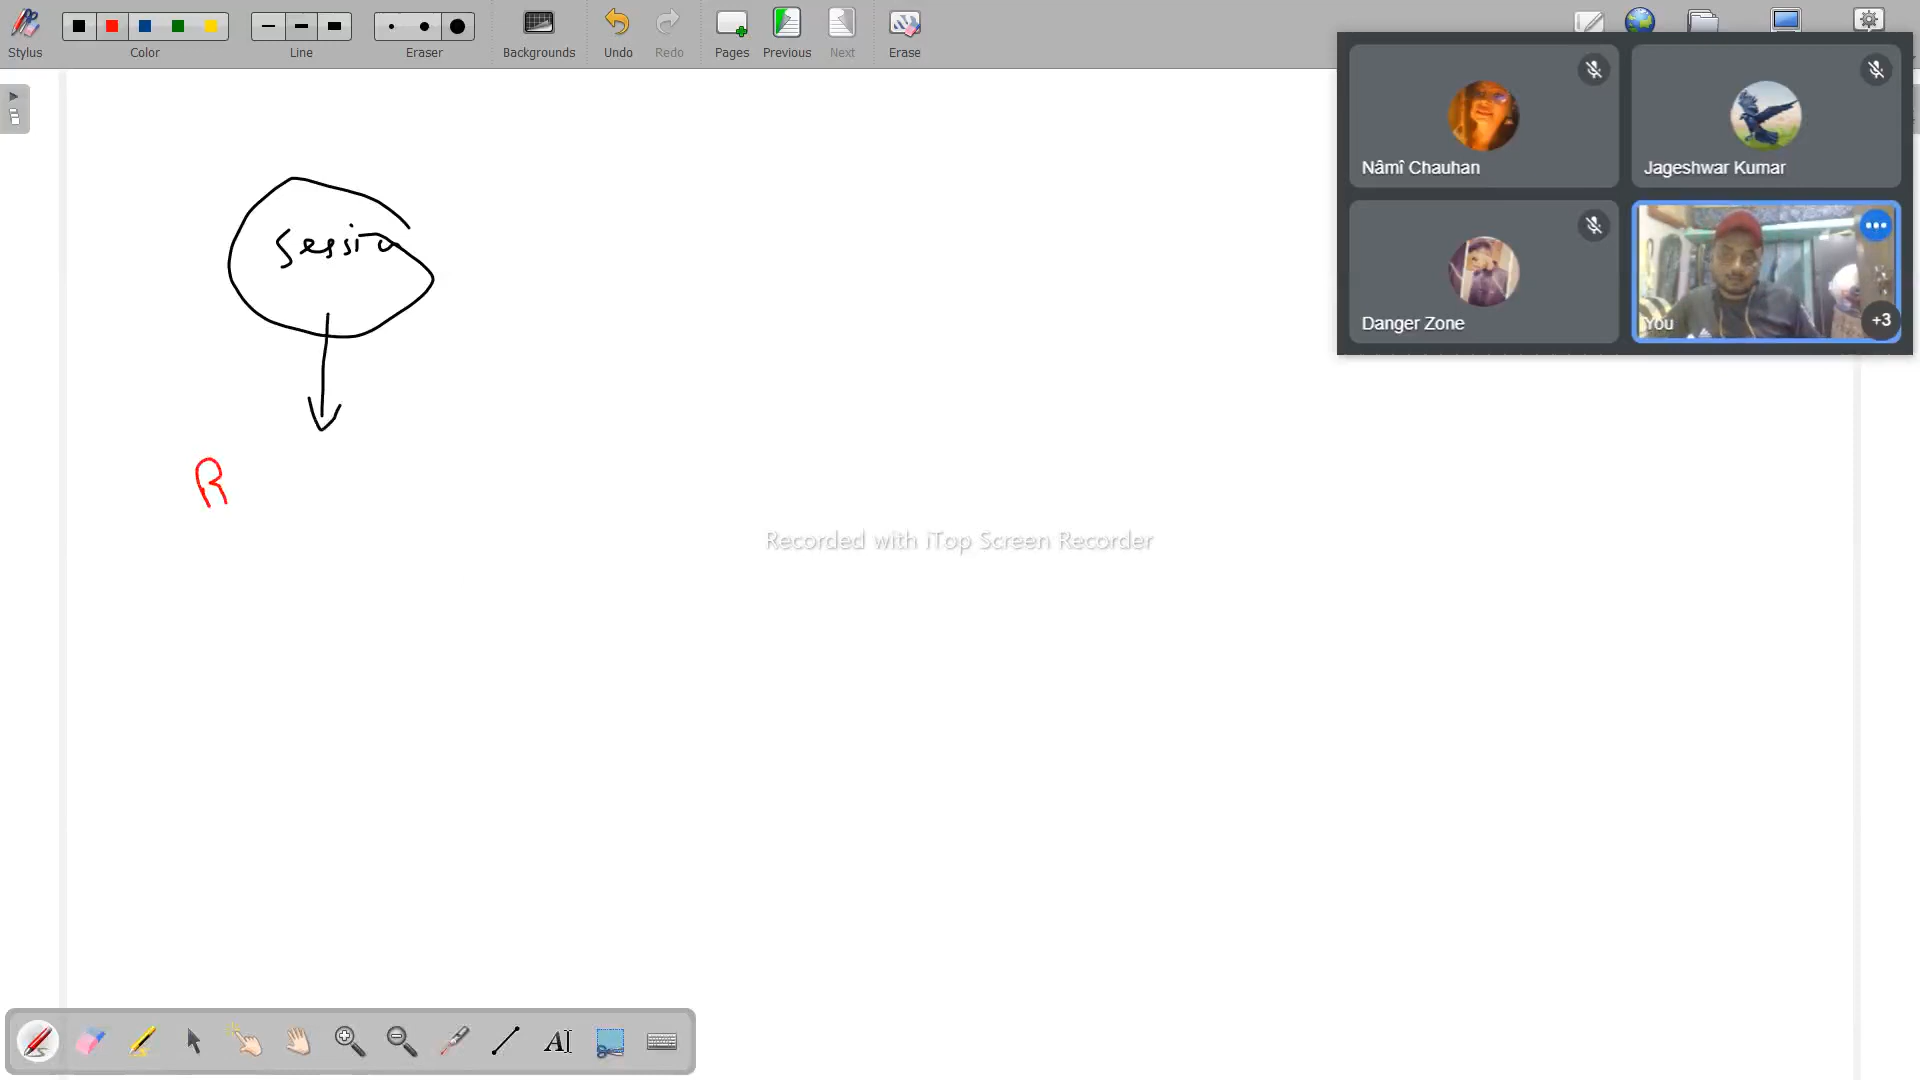 Stylus
Color
Line
Eraser
Backgrounds
Undo
Redo
Pages
Previous
Next
Erase
Nâmî Chauhan
Jageshwar Kumar
Danger Zone
You
+3
R
Recorded with iTop Screen Recorder
AI